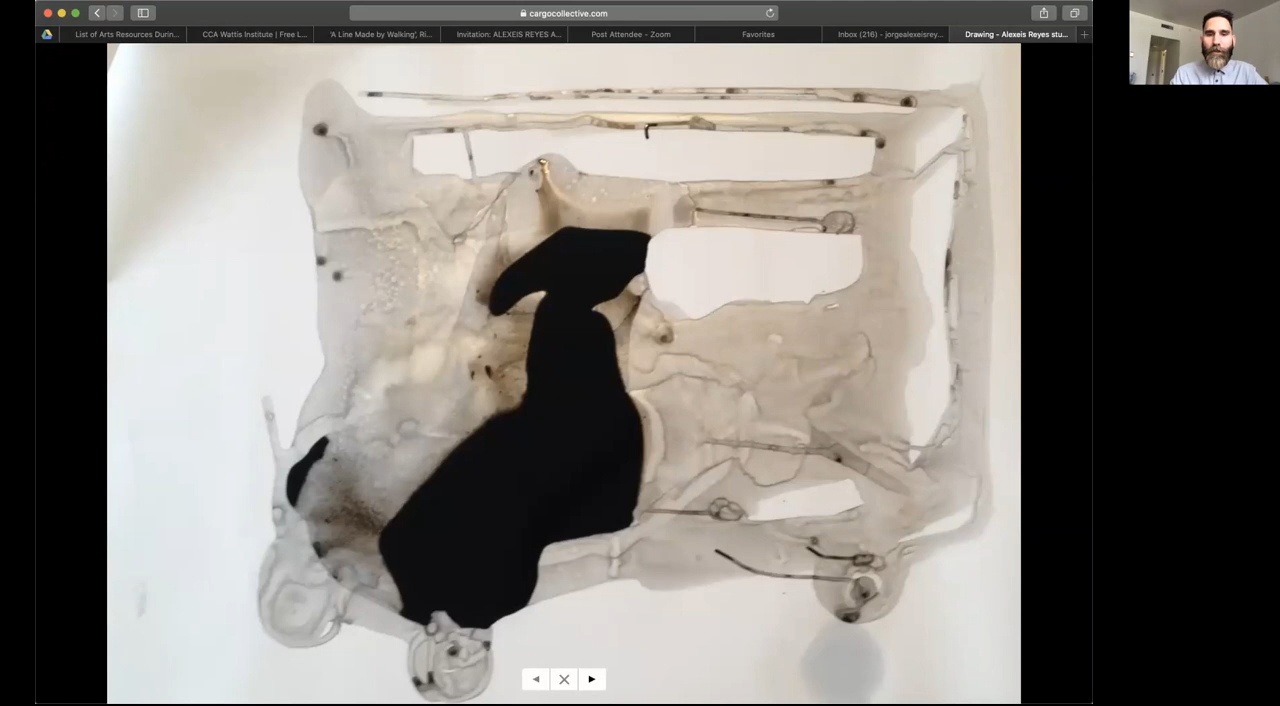 cargocollective.com
List of Arts Resources Durin...
CCA Wattis Institute | Free L...
'A Line Made by Walking', Ri...
Invitation: ALEXEIS REYES A...
Post Attendee - Zoom
Favorites
Inbox (216) - jorgealexeisrey...
Drawing - Alexeis Reyes stu...